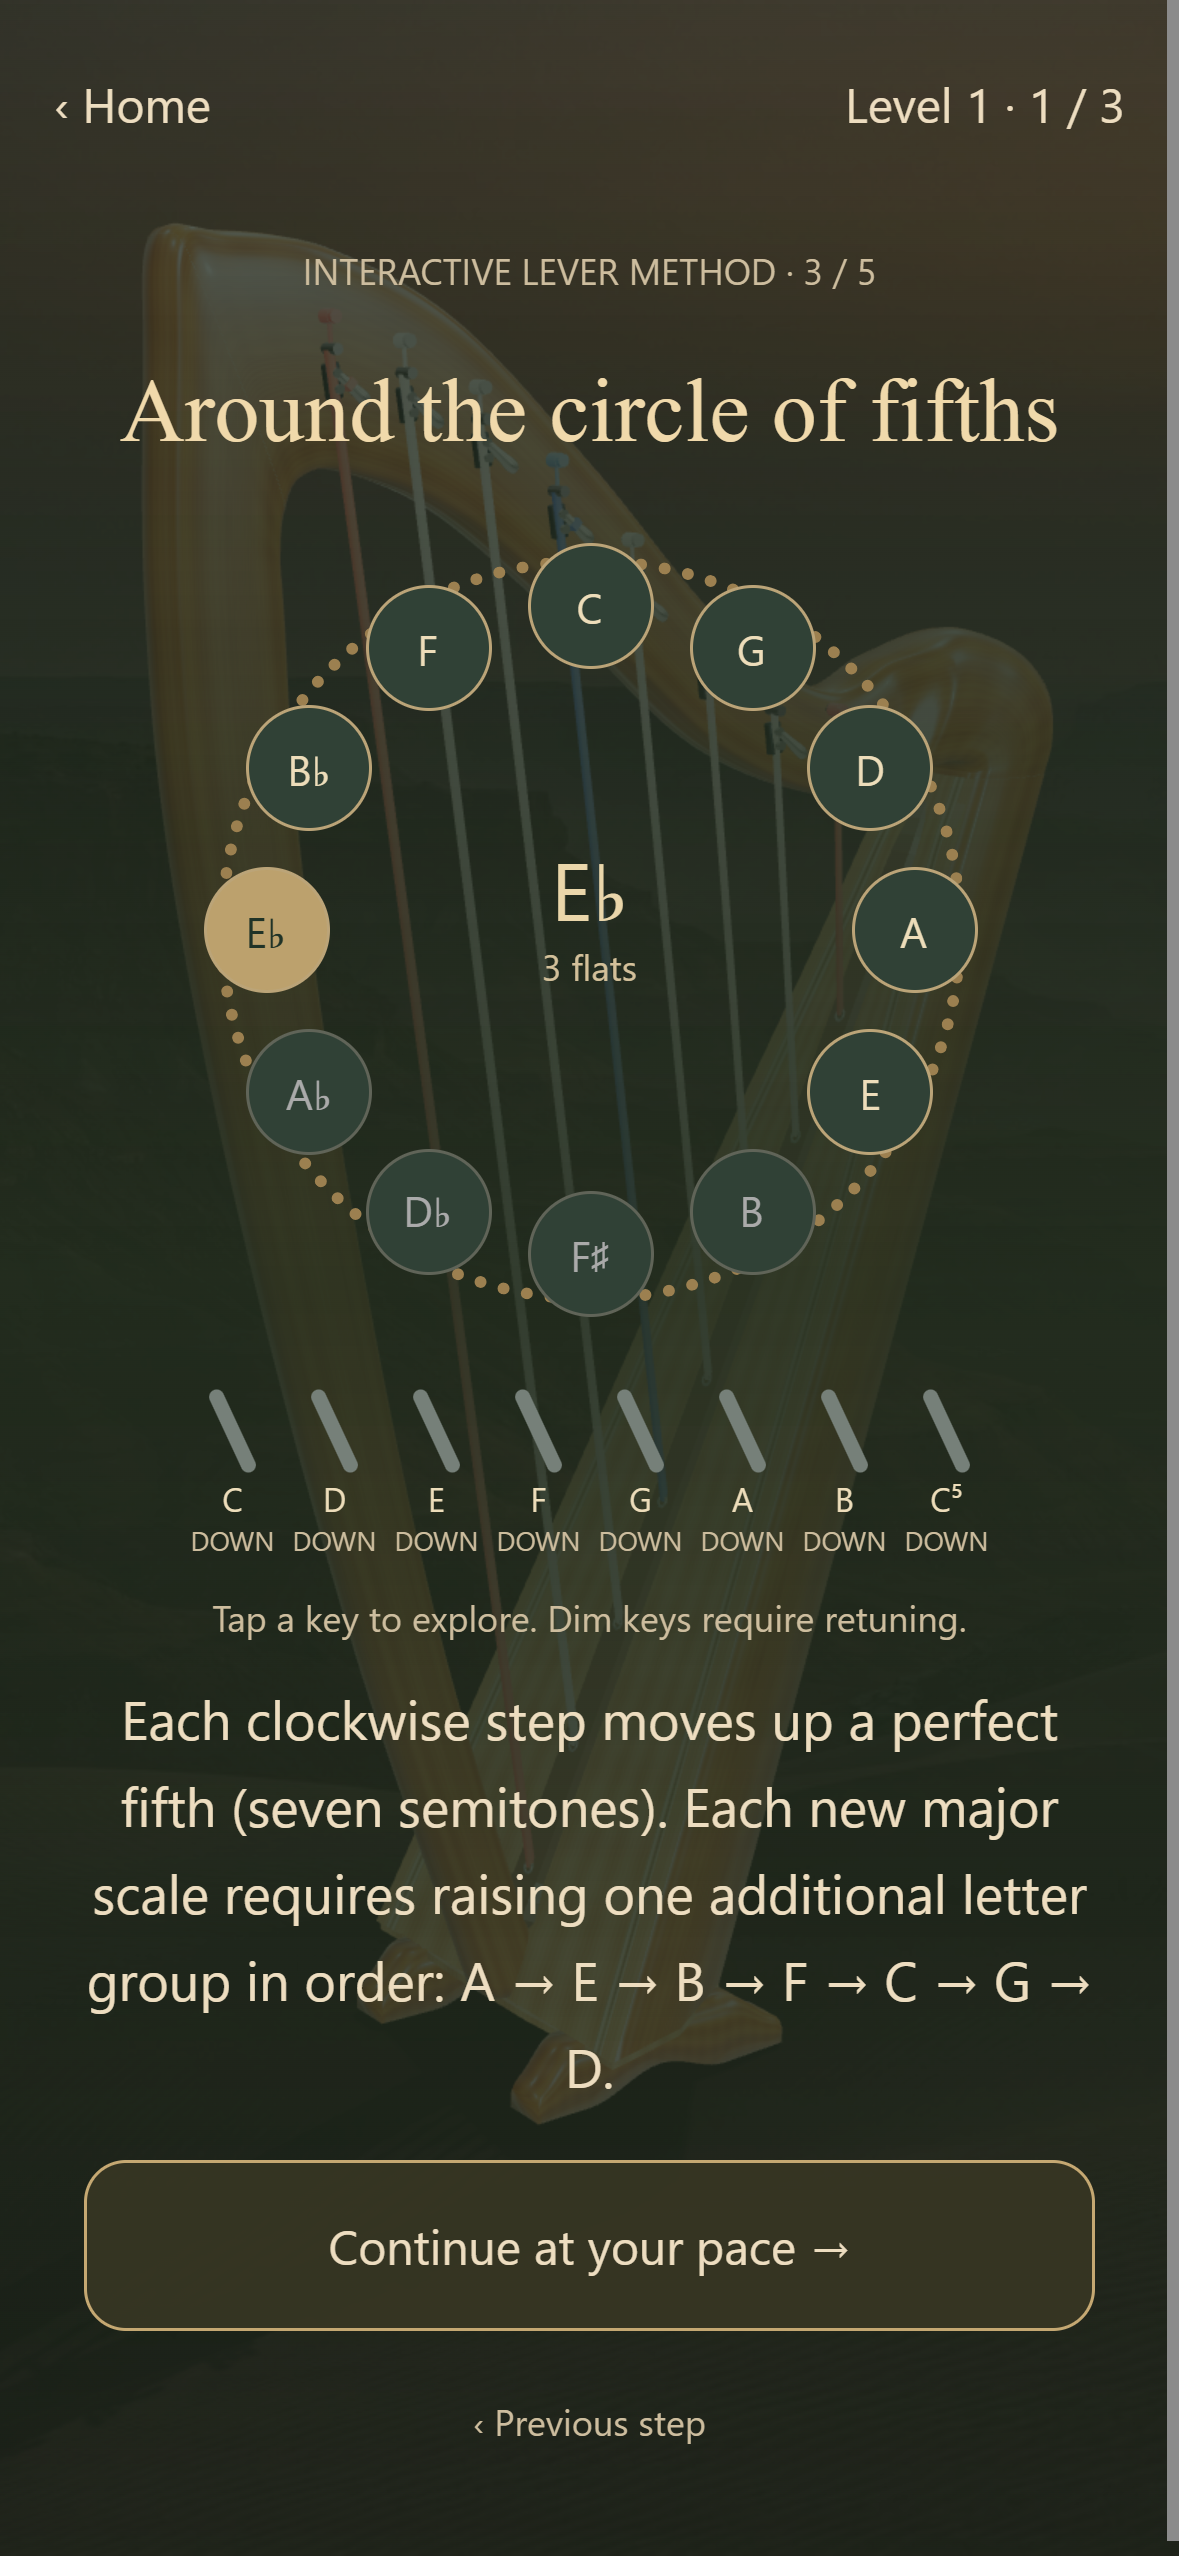 ‹ Home
Level 1 · 1 / 3
INTERACTIVE LEVER METHOD · 3 / 5
Around the circle of fifths
C
F
G
B♭
D
E♭
E♭
3 flats
A
A♭
E
D♭
B
F♯
C D E F G A B C⁵
DOWN DOWN DOWN DOWN DOWN DOWN DOWN DOWN
Tap a key to explore. Dim keys require retuning.
Each clockwise step moves up a perfect
fifth (seven semitones). Each new major
scale requires raising one additional letter
group in order: A → E → B → F → C → G →
D.
Continue at your pace →
‹ Previous step